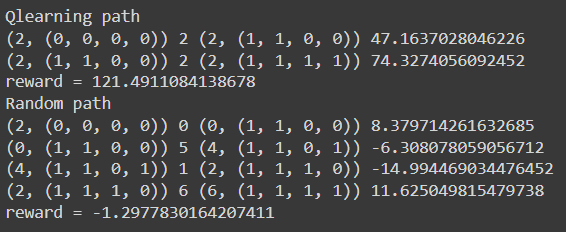 Qlearning path
(2, (0, 0, 0, 0)) 2 (2, (1, 1, 0, 0)) 47.1637028046226
(2, (1, 1, 0, 0)) 2 (2, (1, 1, 1, 1)) 74.3274056092452
reward = 121.4911084138678
Random path
(2, (0, 0, 0, 0)) 0 (0, (1, 1, 0, 0)) 8.379714261632685
(0, (1, 1, 0, 0)) 5 (4, (1, 1, 0, 1)) -6.308078059056712
(4, (1, 1, 0, 1)) 1 (2, (1, 1, 1, 0)) -14.994469034476452
(2, (1, 1, 1, 0)) 6 (6, (1, 1, 1, 1)) 11.625049815479738
reward = -1.2977830164207411